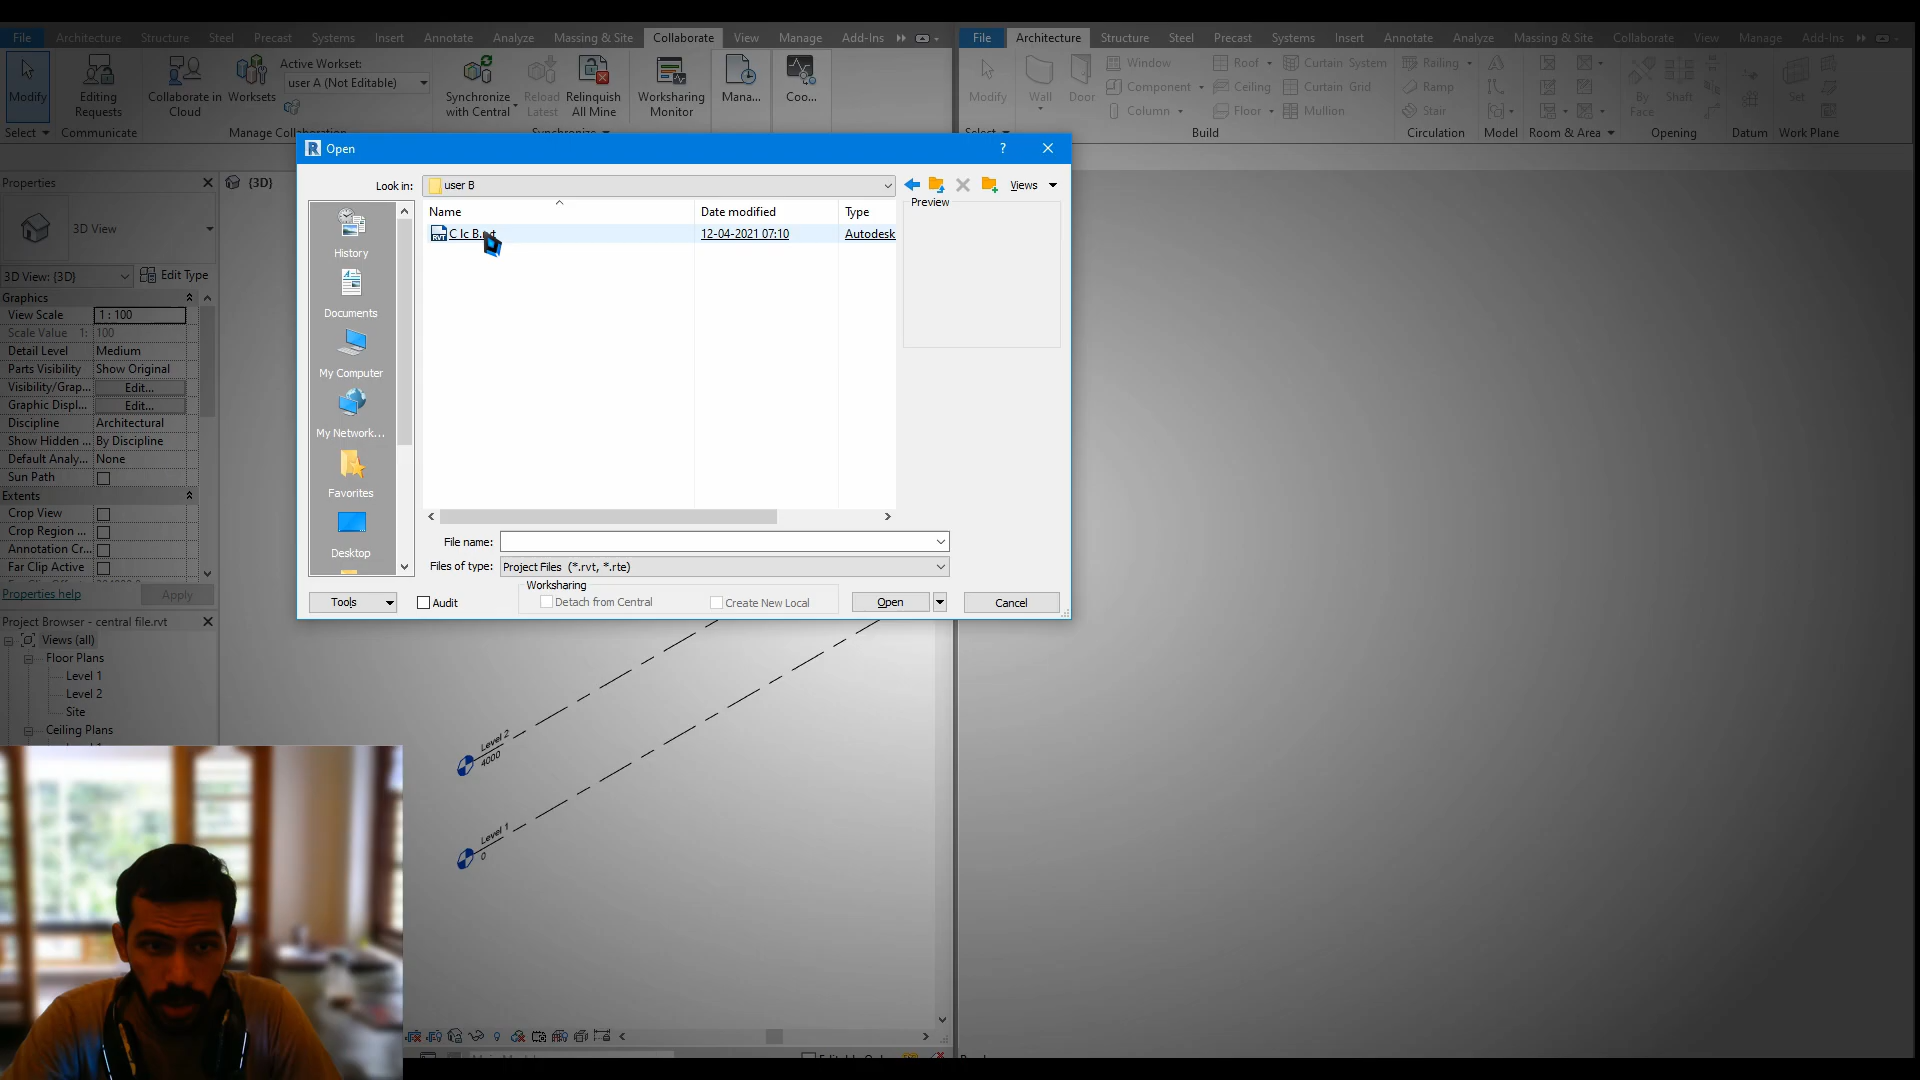 File Architecture Structure Steel Precast Systems Insert Annotate Analyze Massing & Site Collaborate View Manage Add-Ins
Modify
Editing Requests
Collaborate in Cloud
Worksets
Active Workset:
user A (Not Editable)
Synchronize with Central
Reload Latest
Relinquish All Mine
Worksharing Monitor
Mana...
Coo...
Select
Communicate
Manage Collaboration
Synchronize
File Architecture Structure Steel Precast Systems Insert Annotate Analyze Massing & Site Collaborate View Manage Add-Ins
Modify
Wall
Door
Window
Component
Column
Roof
Ceiling
Floor
Curtain System
Curtain Grid
Mullion
Railing
Ramp
Stair
By Face
Shaft
Set
Select
Build
Circulation
Model
Room & Area
Opening
Datum
Work Plane
Properties
3D View
3D View: {3D}
Edit Type
Graphics
View Scale 1 : 100
Scale Value 1: 100
Detail Level Medium
Parts Visibility Show Original
Visibility/Grap... Edit...
Graphic Displ... Edit...
Discipline Architectural
Show Hidden ... By Discipline
Default Analy... None
Sun Path
Extents
Crop View
Crop Region ...
Annotation Cr...
Far Clip Active
Properties help
Apply
Project Browser - central file.rvt
Views (all)
Floor Plans
Level 1
Level 2
Site
Ceiling Plans
{3D}
Open
?
Look in: user B
Views
Name Date modified Type
12-04-2021 07:10 Autodesk
Preview
History
Documents
My Computer
My Network...
Favorites
Desktop
File name:
Files of type: Project Files (*.rvt, *.rte)
Worksharing
Tools
Audit
Detach from Central
Create New Local
Open
Cancel
Level 2
4000
Level 1
0